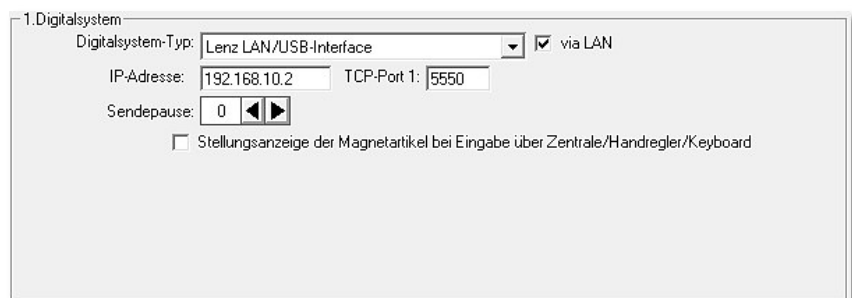 1.Digitalsystem
Digitalsystem-Typ: Lenz LAN/USB-Interface via LAN
IP-Adresse: 192.168.10.2 TCP-Port 1: 5550
Sendepause: 0
Stellungsanzeige der Magnetartikel bei Eingabe über Zentrale/Handregler/Keyboard